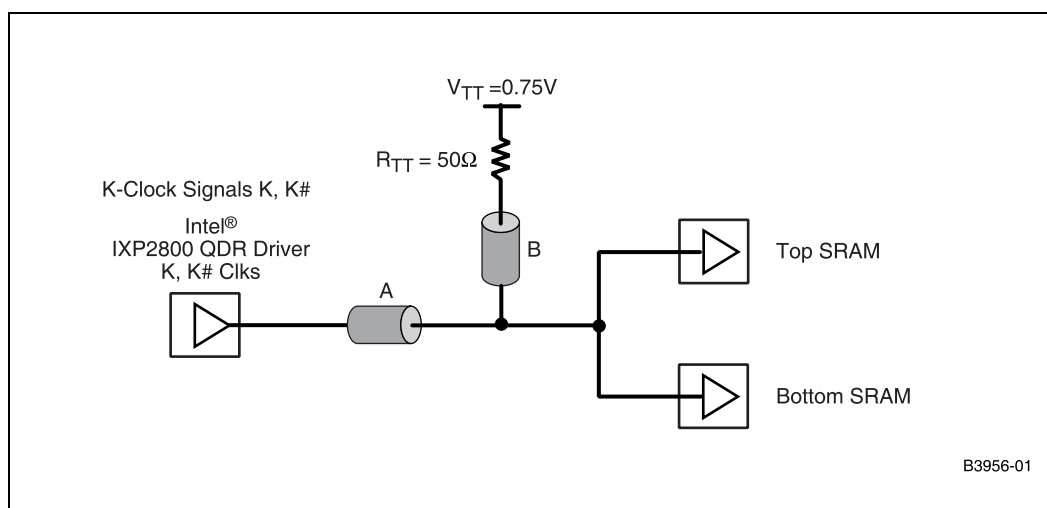 V_TT =0.75V
R_TT = 50Ω
K-Clock Signals K, K#
Intel®
IXP2800 QDR Driver
K, K# Clks
A
B
Top SRAM
Bottom SRAM
B3956-01